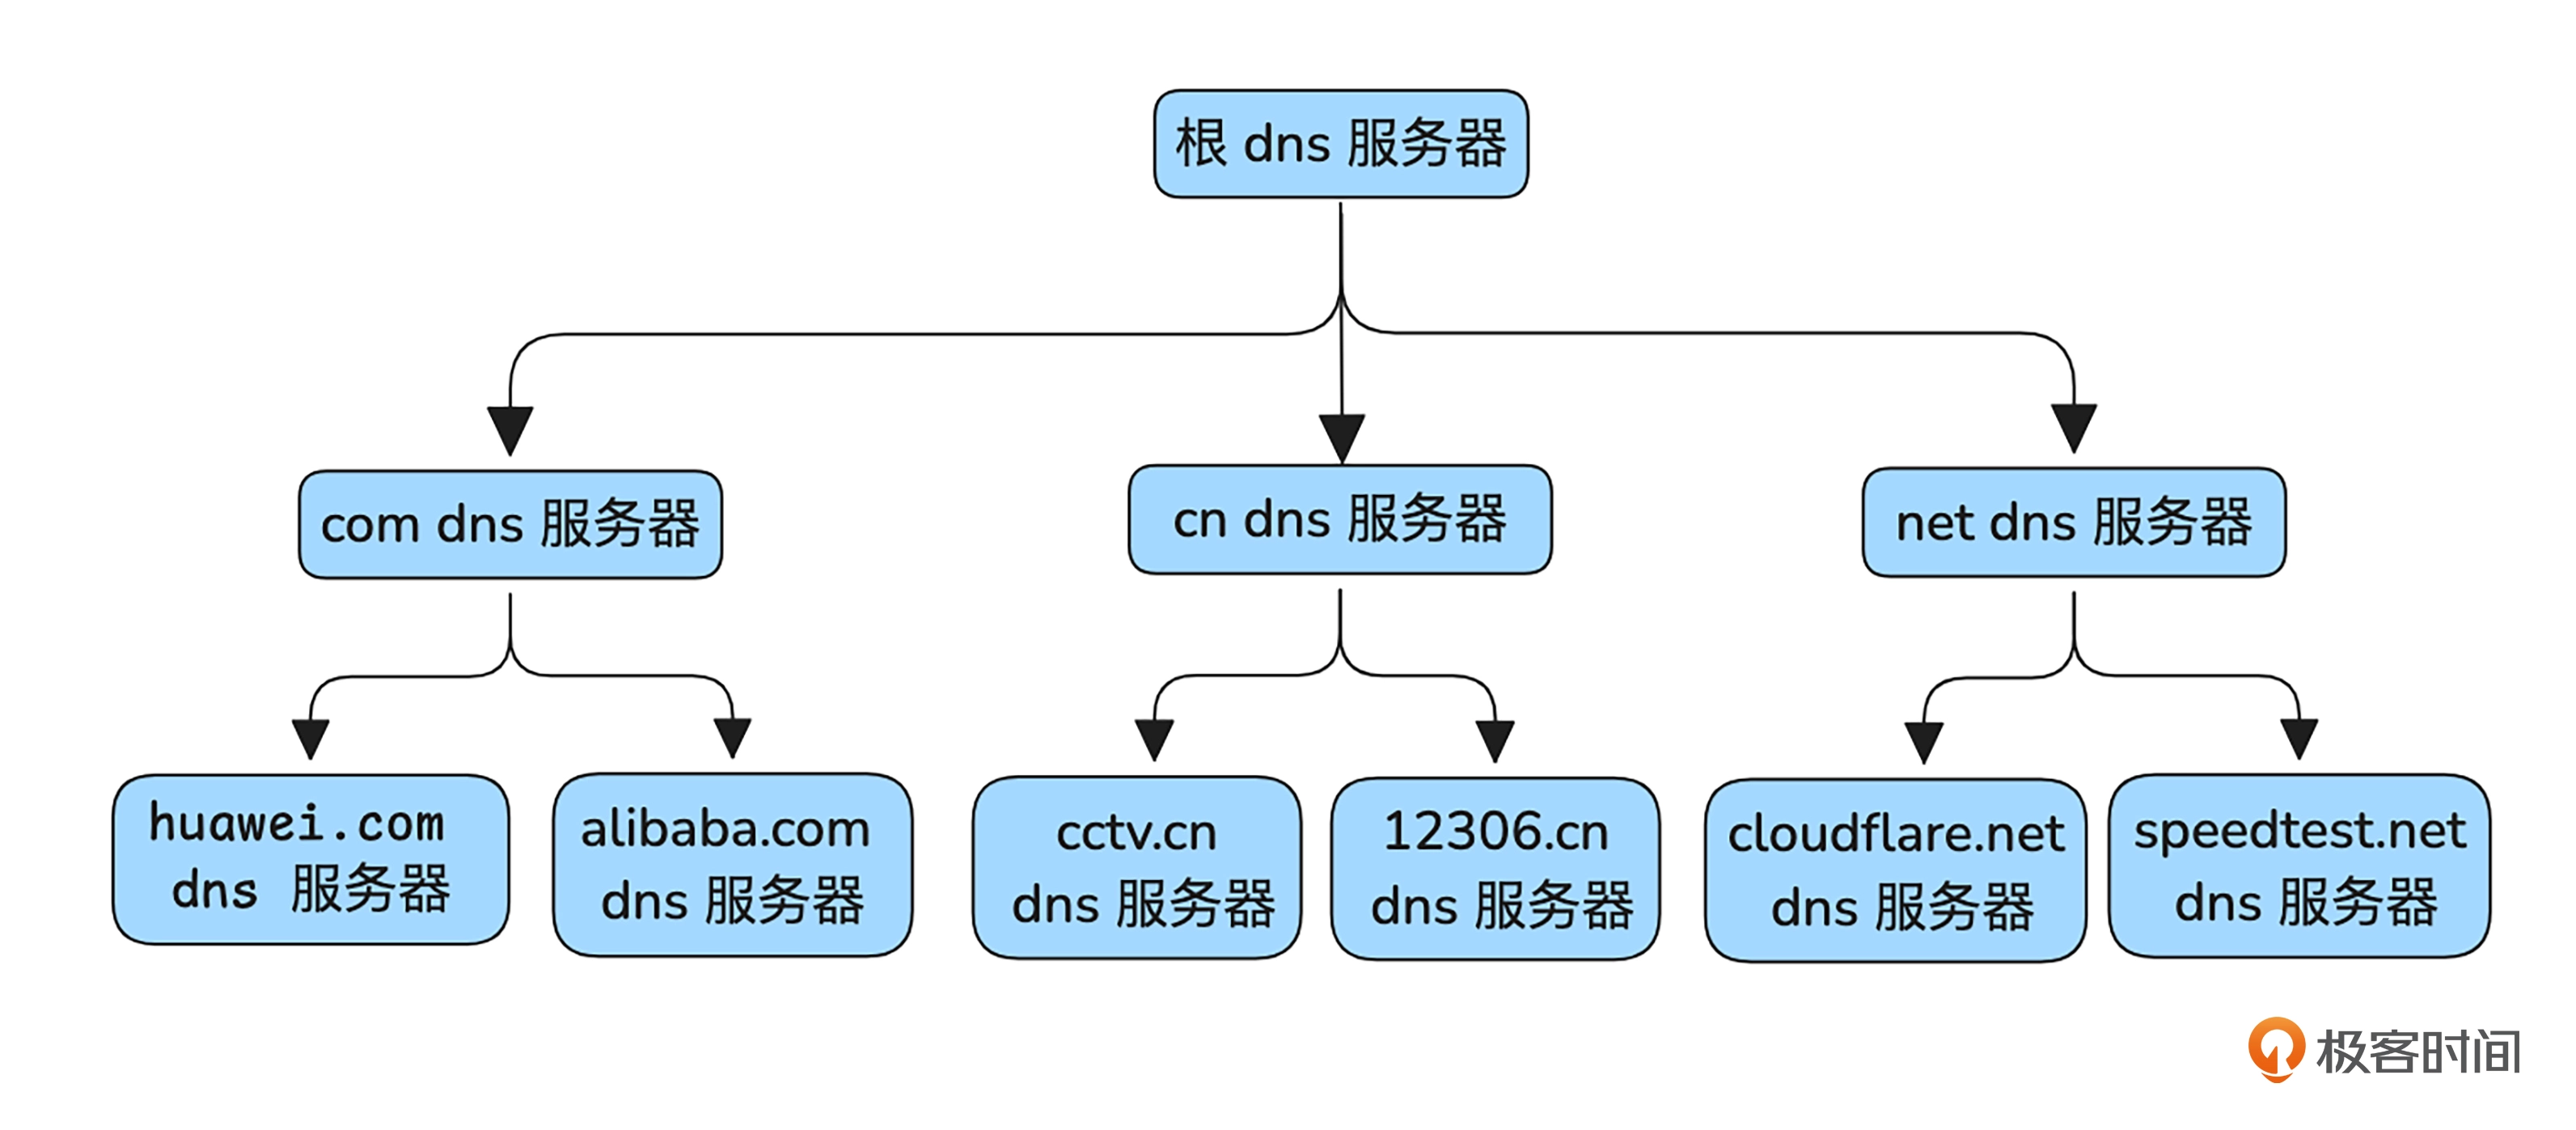 根 dns 服务器
com dns 服务器
cn dns 服务器
net dns 服务器
huawei.com
dns 服务器
alibaba.com
dns 服务器
cctv.cn
dns 服务器
12306.cn
dns 服务器
cloudflare.net
dns 服务器
speedtest.net
dns 服务器
极客时间